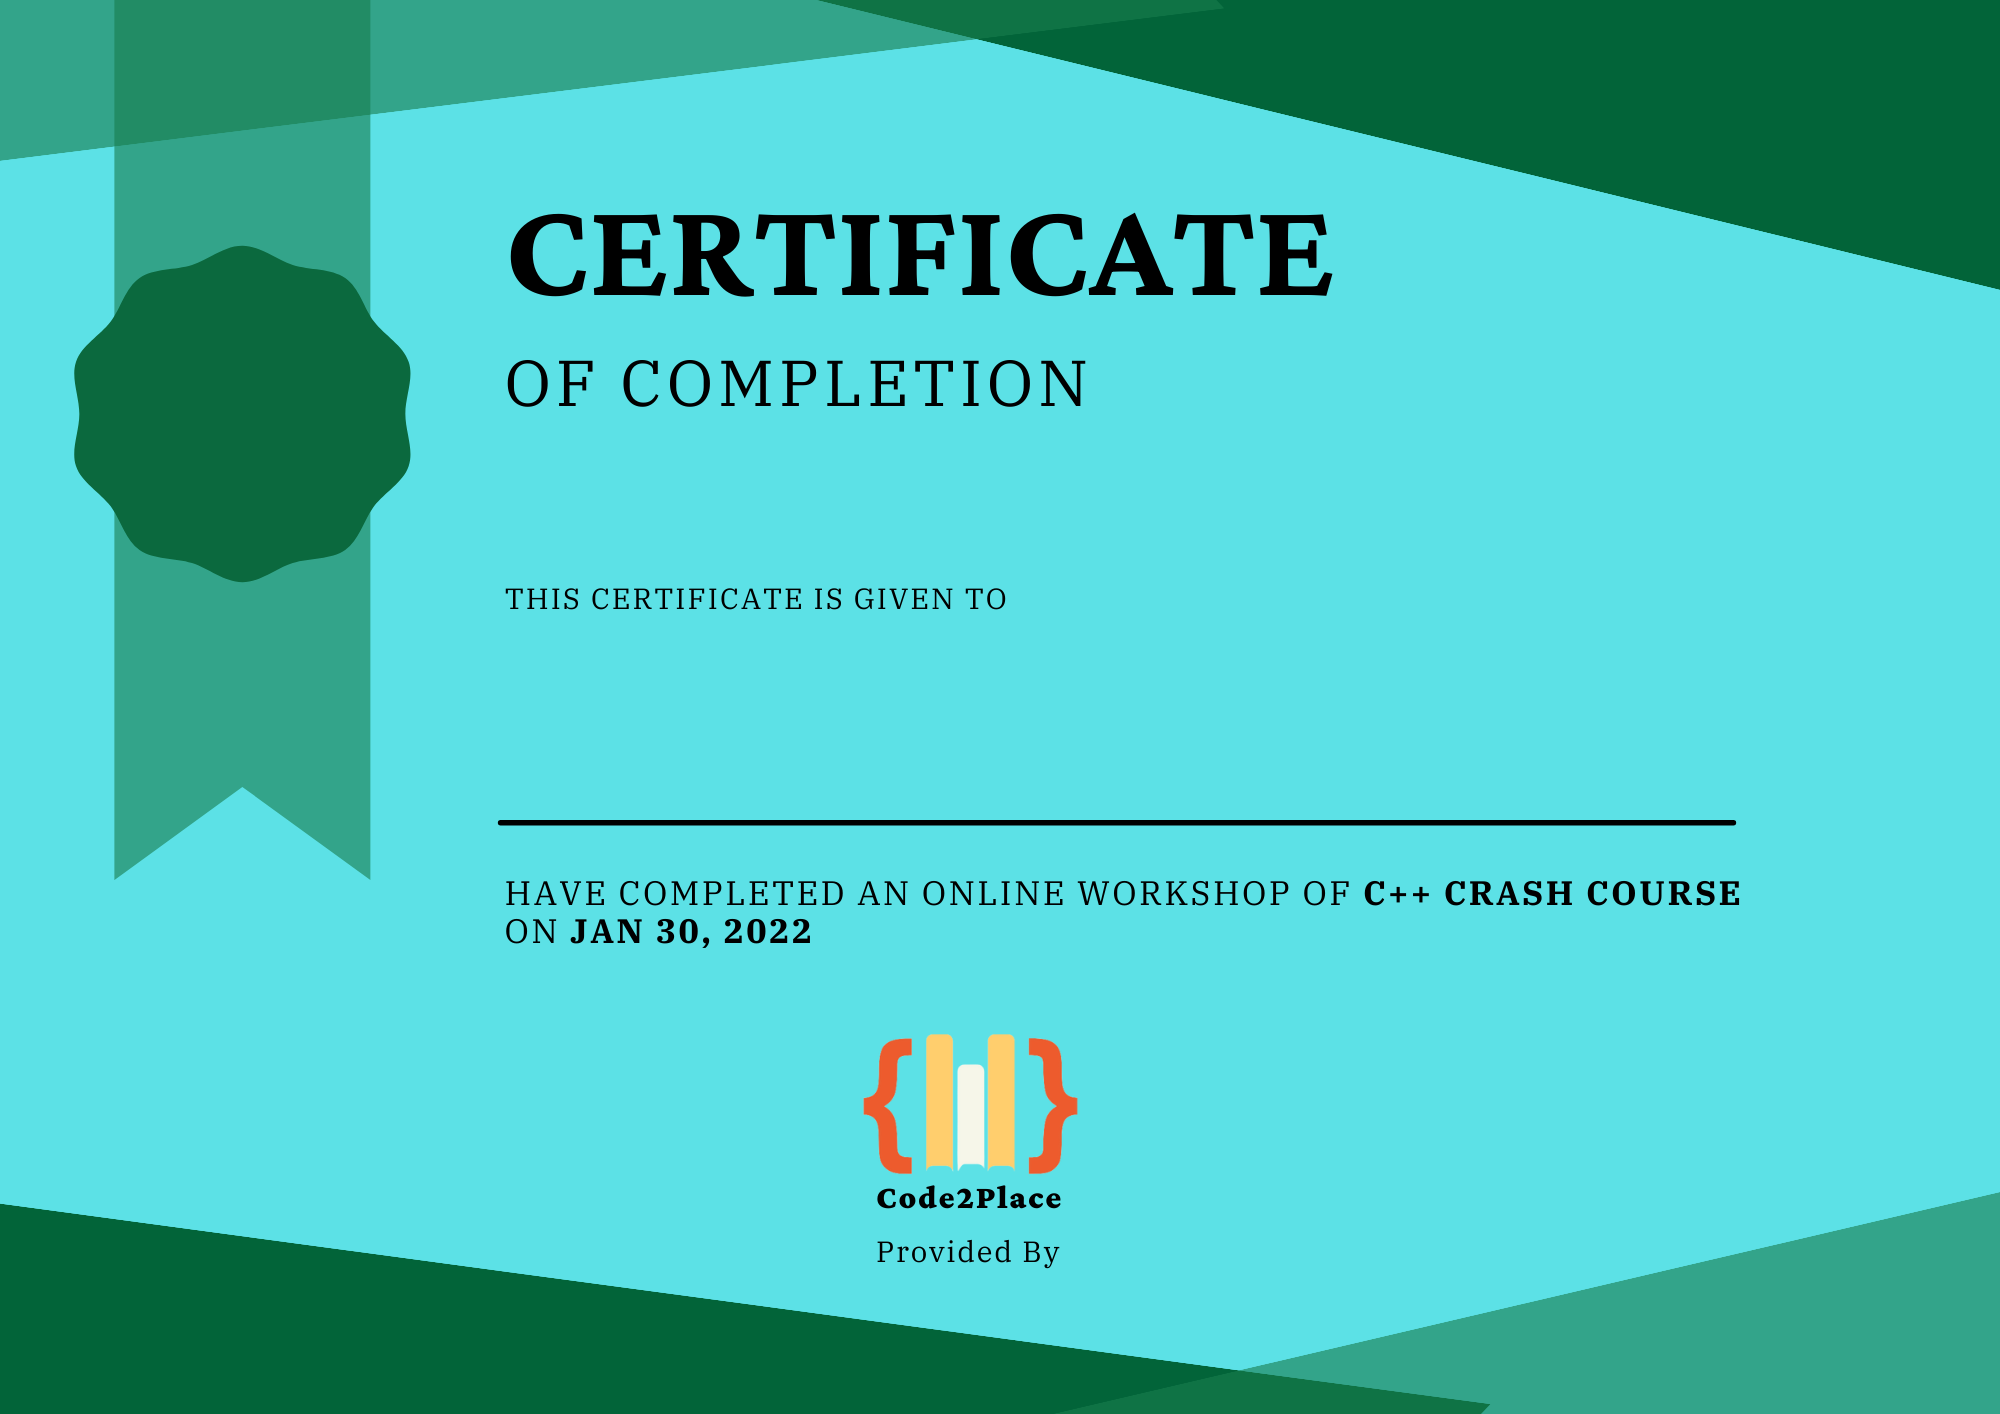 CERTIFICATE
OF COMPLETION
THIS CERTIFICATE IS GIVEN TO
HAVE COMPLETED AN ONLINE WORKSHOP OF C++ CRASH COURSE
ON JAN 30, 2022
Code2Place
Provided By